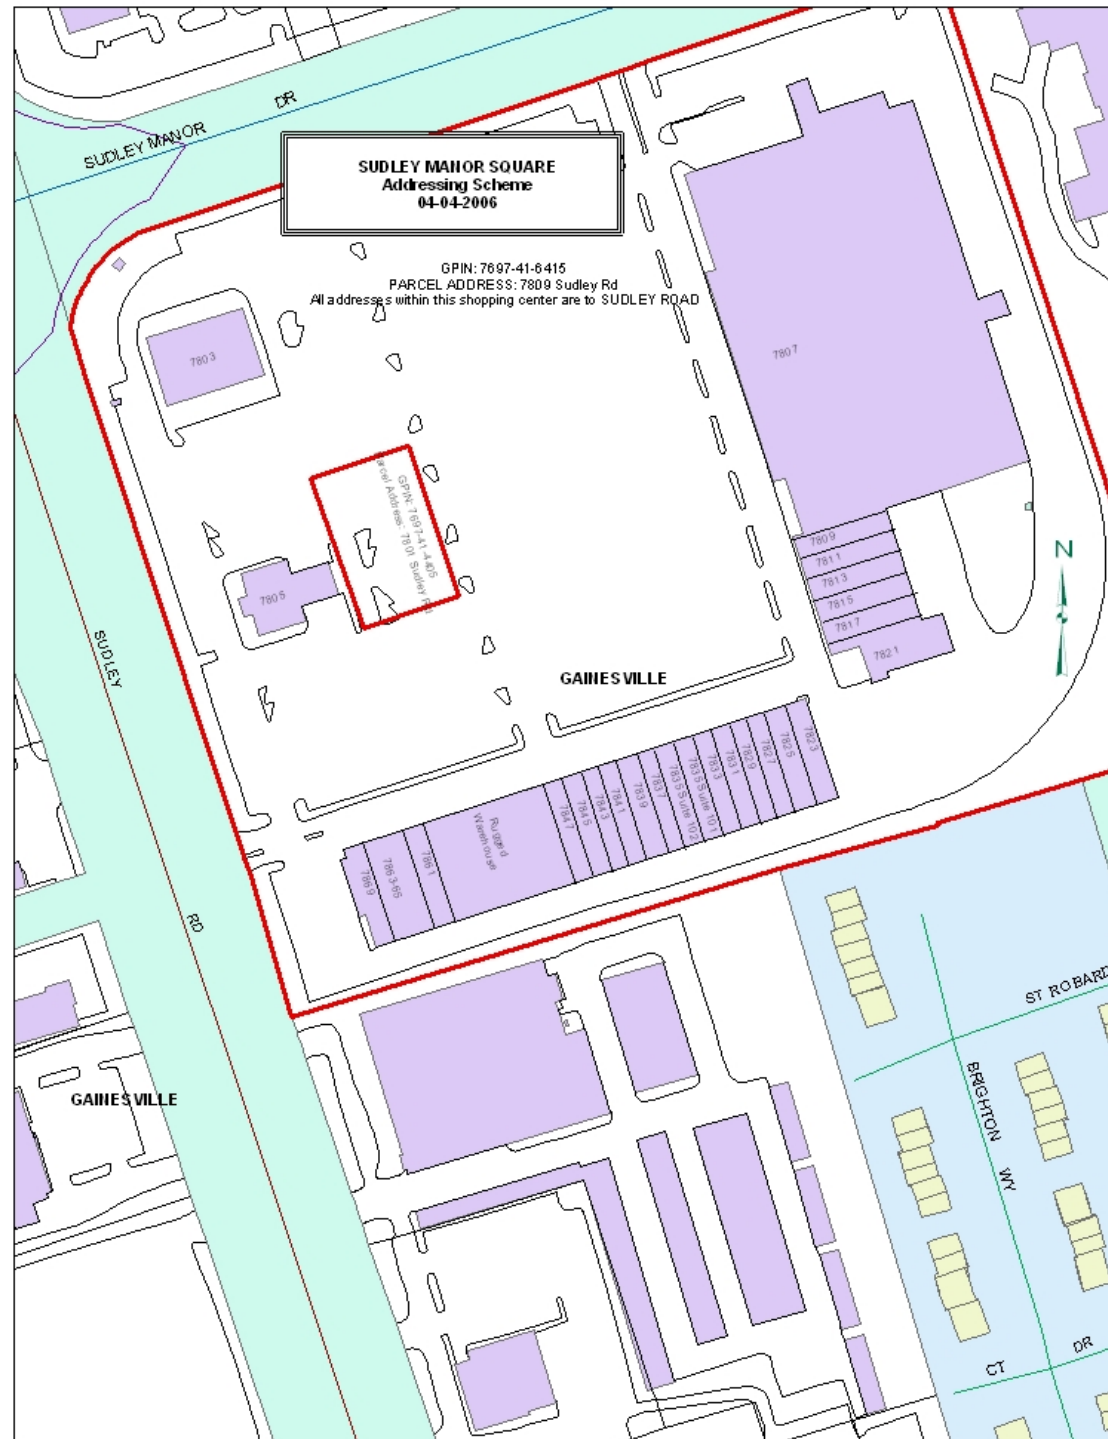 DR
SUDLEY MANOR
SUDLEY MANOR SQUARE
Addressing Scheme
04-04-2006
GPIN: 7697-41-6415
PARCEL ADDRESS: 7809 Sudley Rd
All addresses within this shopping center are to SUDLEY ROAD
7803
7807
GPIN: 7697-41-4405
Parcel Address: 7801 Sudley Rd
7805
7809
7811
7813
7815
7817
7821
N
SUDLEY
GAINESVILLE
7823
7825
7827
7829
7831
7833
7835 Suite 101
7835 Suite 102
7837
7839
7841
7843
7845
7847
Rugged
Warehouse
7861
7863-65
7869
RD
ST ROBARD
BRIGHTON
WY
GAINESVILLE
CT
DR